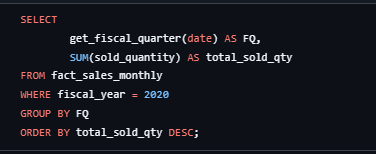 SELECT
get_fiscal_quarter(date) AS FQ,
SUM(sold_quantity) AS total_sold_qty
FROM fact_sales_monthly
WHERE fiscal_year = 2020
GROUP BY FQ
ORDER BY total_sold_qty DESC;